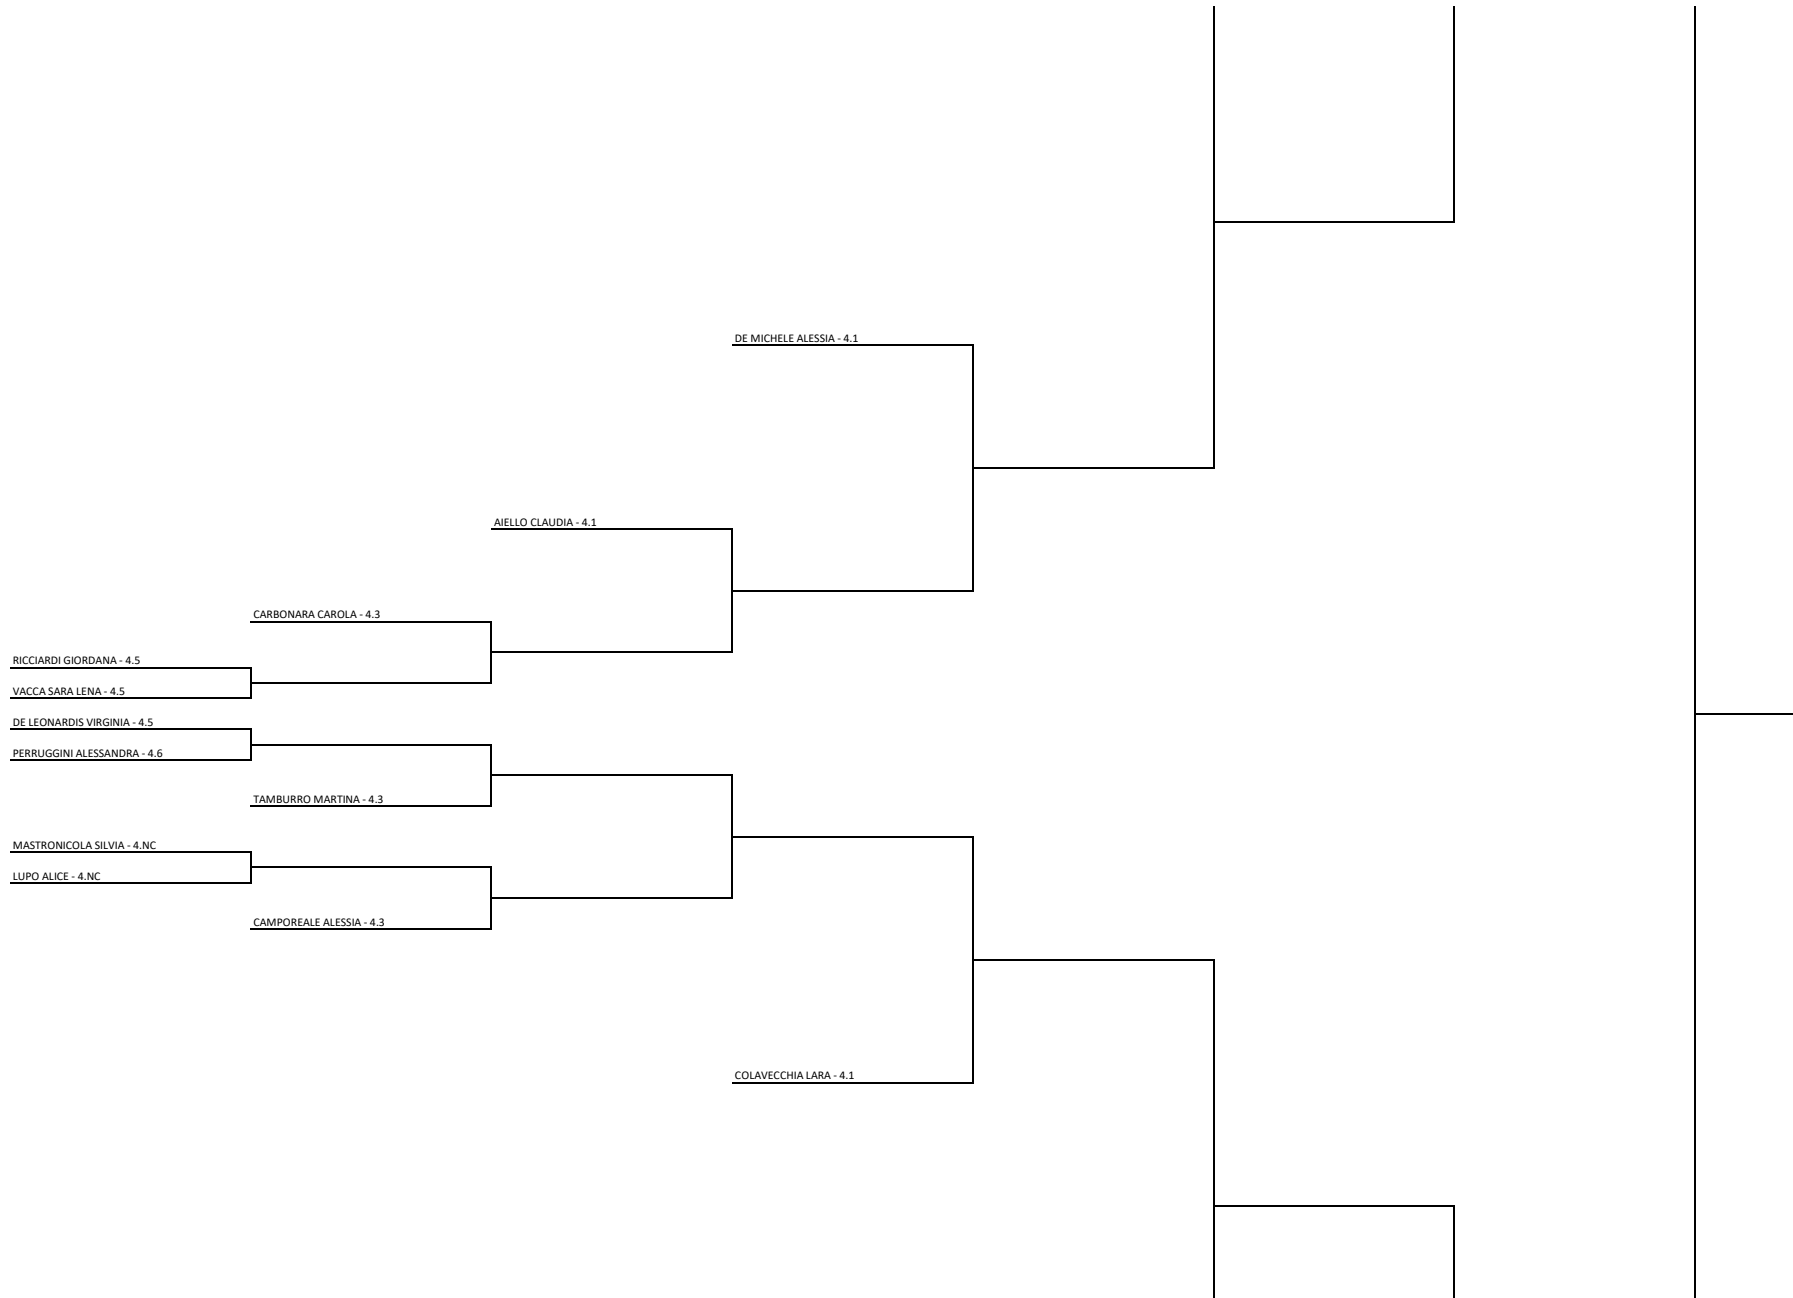 DE MICHELE ALESSIA - 4.1
AIELLO CLAUDIA - 4.1
CARBONARA CAROLA - 4.3
RICCIARDI GIORDANA - 4.5
VACCA SARA LENA - 4.5
DE LEONARDIS VIRGINIA - 4.5
PERRUGGINI ALESSANDRA - 4.6
TAMBURRO MARTINA - 4.3
MASTRONICOLA SILVIA - 4.NC
LUPO ALICE - 4.NC
CAMPOREALE ALESSIA - 4.3
COLAVECCHIA LARA - 4.1